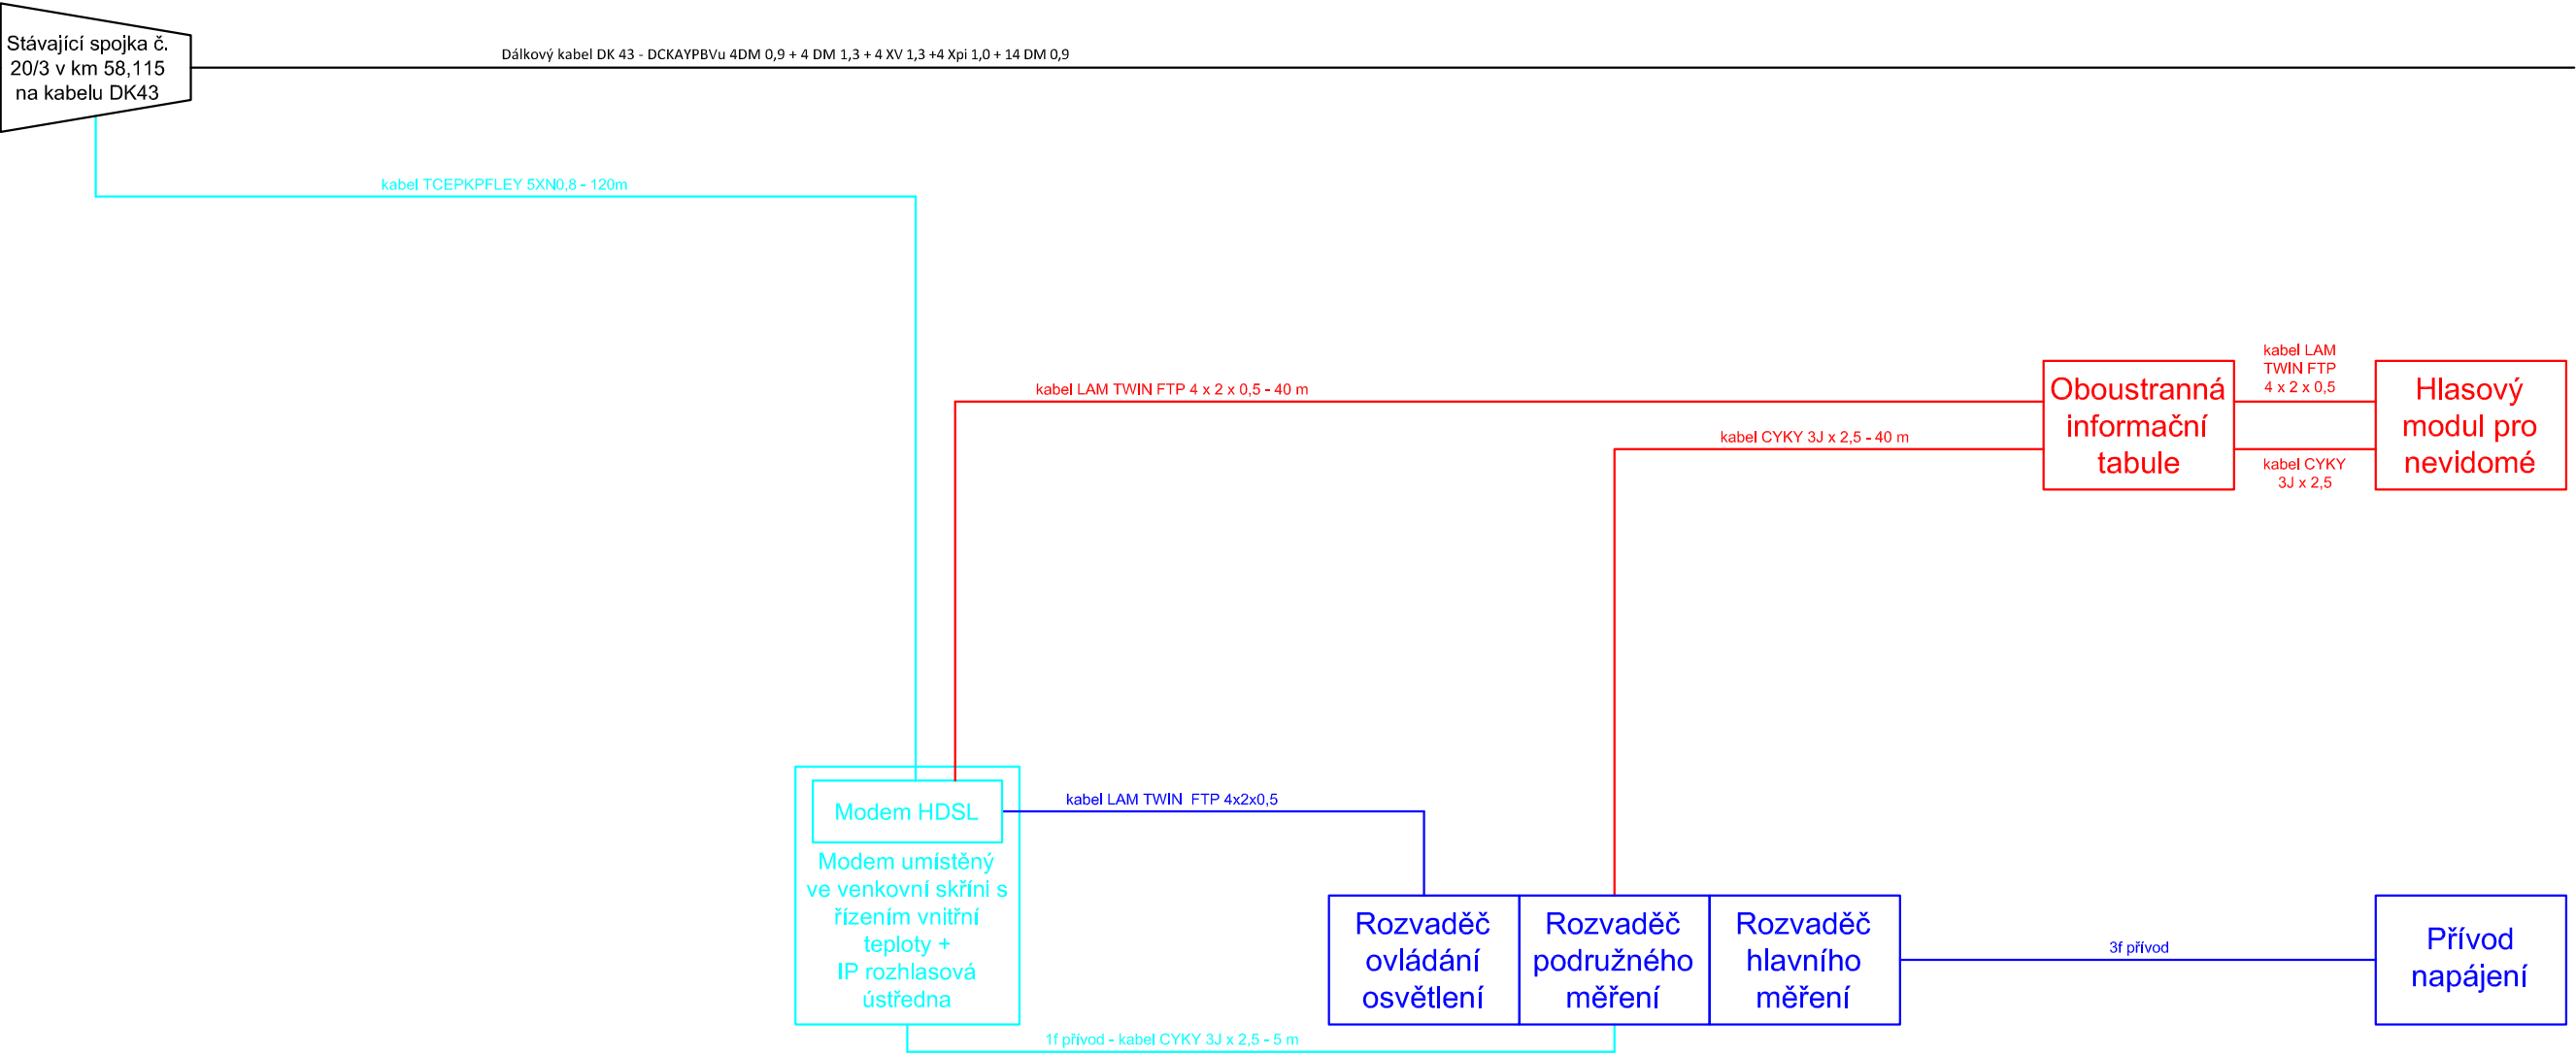 Stávající spojka č.
20/3 v km 58,115
na kabelu DK43
Dálkový kabel DK 43 - DCKAYPBVu 4DM 0,9 + 4 DM 1,3 + 4 XV 1,3 +4 Xpi 1,0 + 14 DM 0,9
kabel TCEPKPFLEY 5XN0,8 - 120m
kabel LAM TWIN FTP 4 x 2 x 0,5 - 40 m
kabel CYKY 3J x 2,5 - 40 m
Oboustranná
informační
tabule
kabel LAM
TWIN FTP
4 x 2 x 0,5
kabel CYKY
3J x 2,5
Hlasový
modul pro
nevidomé
Modem HDSL
Modem umístěný
ve venkovní skříni s
řízením vnitřní
teploty +
IP rozhlasová
ústředna
kabel LAM TWIN  FTP 4x2x0,5
Rozvaděč
ovládání
osvětlení
Rozvaděč
podružného
měření
Rozvaděč
hlavního
měření
3f přívod
Přívod
napájení
1f přívod - kabel CYKY 3J x 2,5 - 5 m